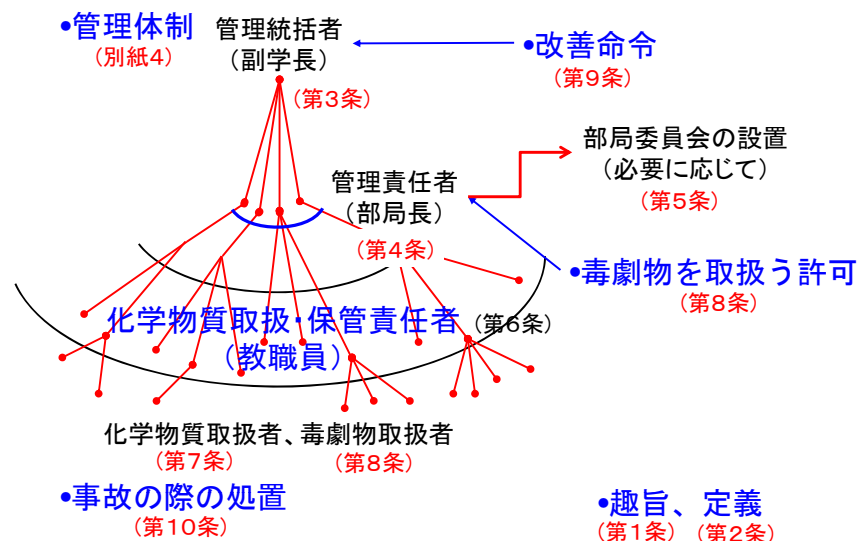 •管理体制
(別紙4)
管理統括者
(副学長)
(第3条)
•改善命令
(第9条)
部局委員会の設置
(必要に応じて)
(第5条)
管理責任者
(部局長)
(第4条)
•毒劇物を取扱う許可
(第8条)
化学物質取扱・保管責任者 (第6条)
(教職員)
化学物質取扱者、毒劇物取扱者
(第7条) (第8条)
•事故の際の処置
(第10条)
•趣旨、定義
(第1条) (第2条)